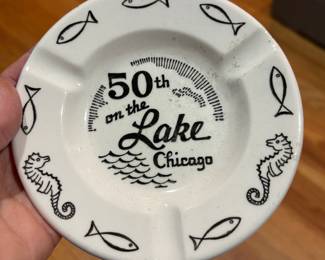 50th
on the
Lake
Chicago